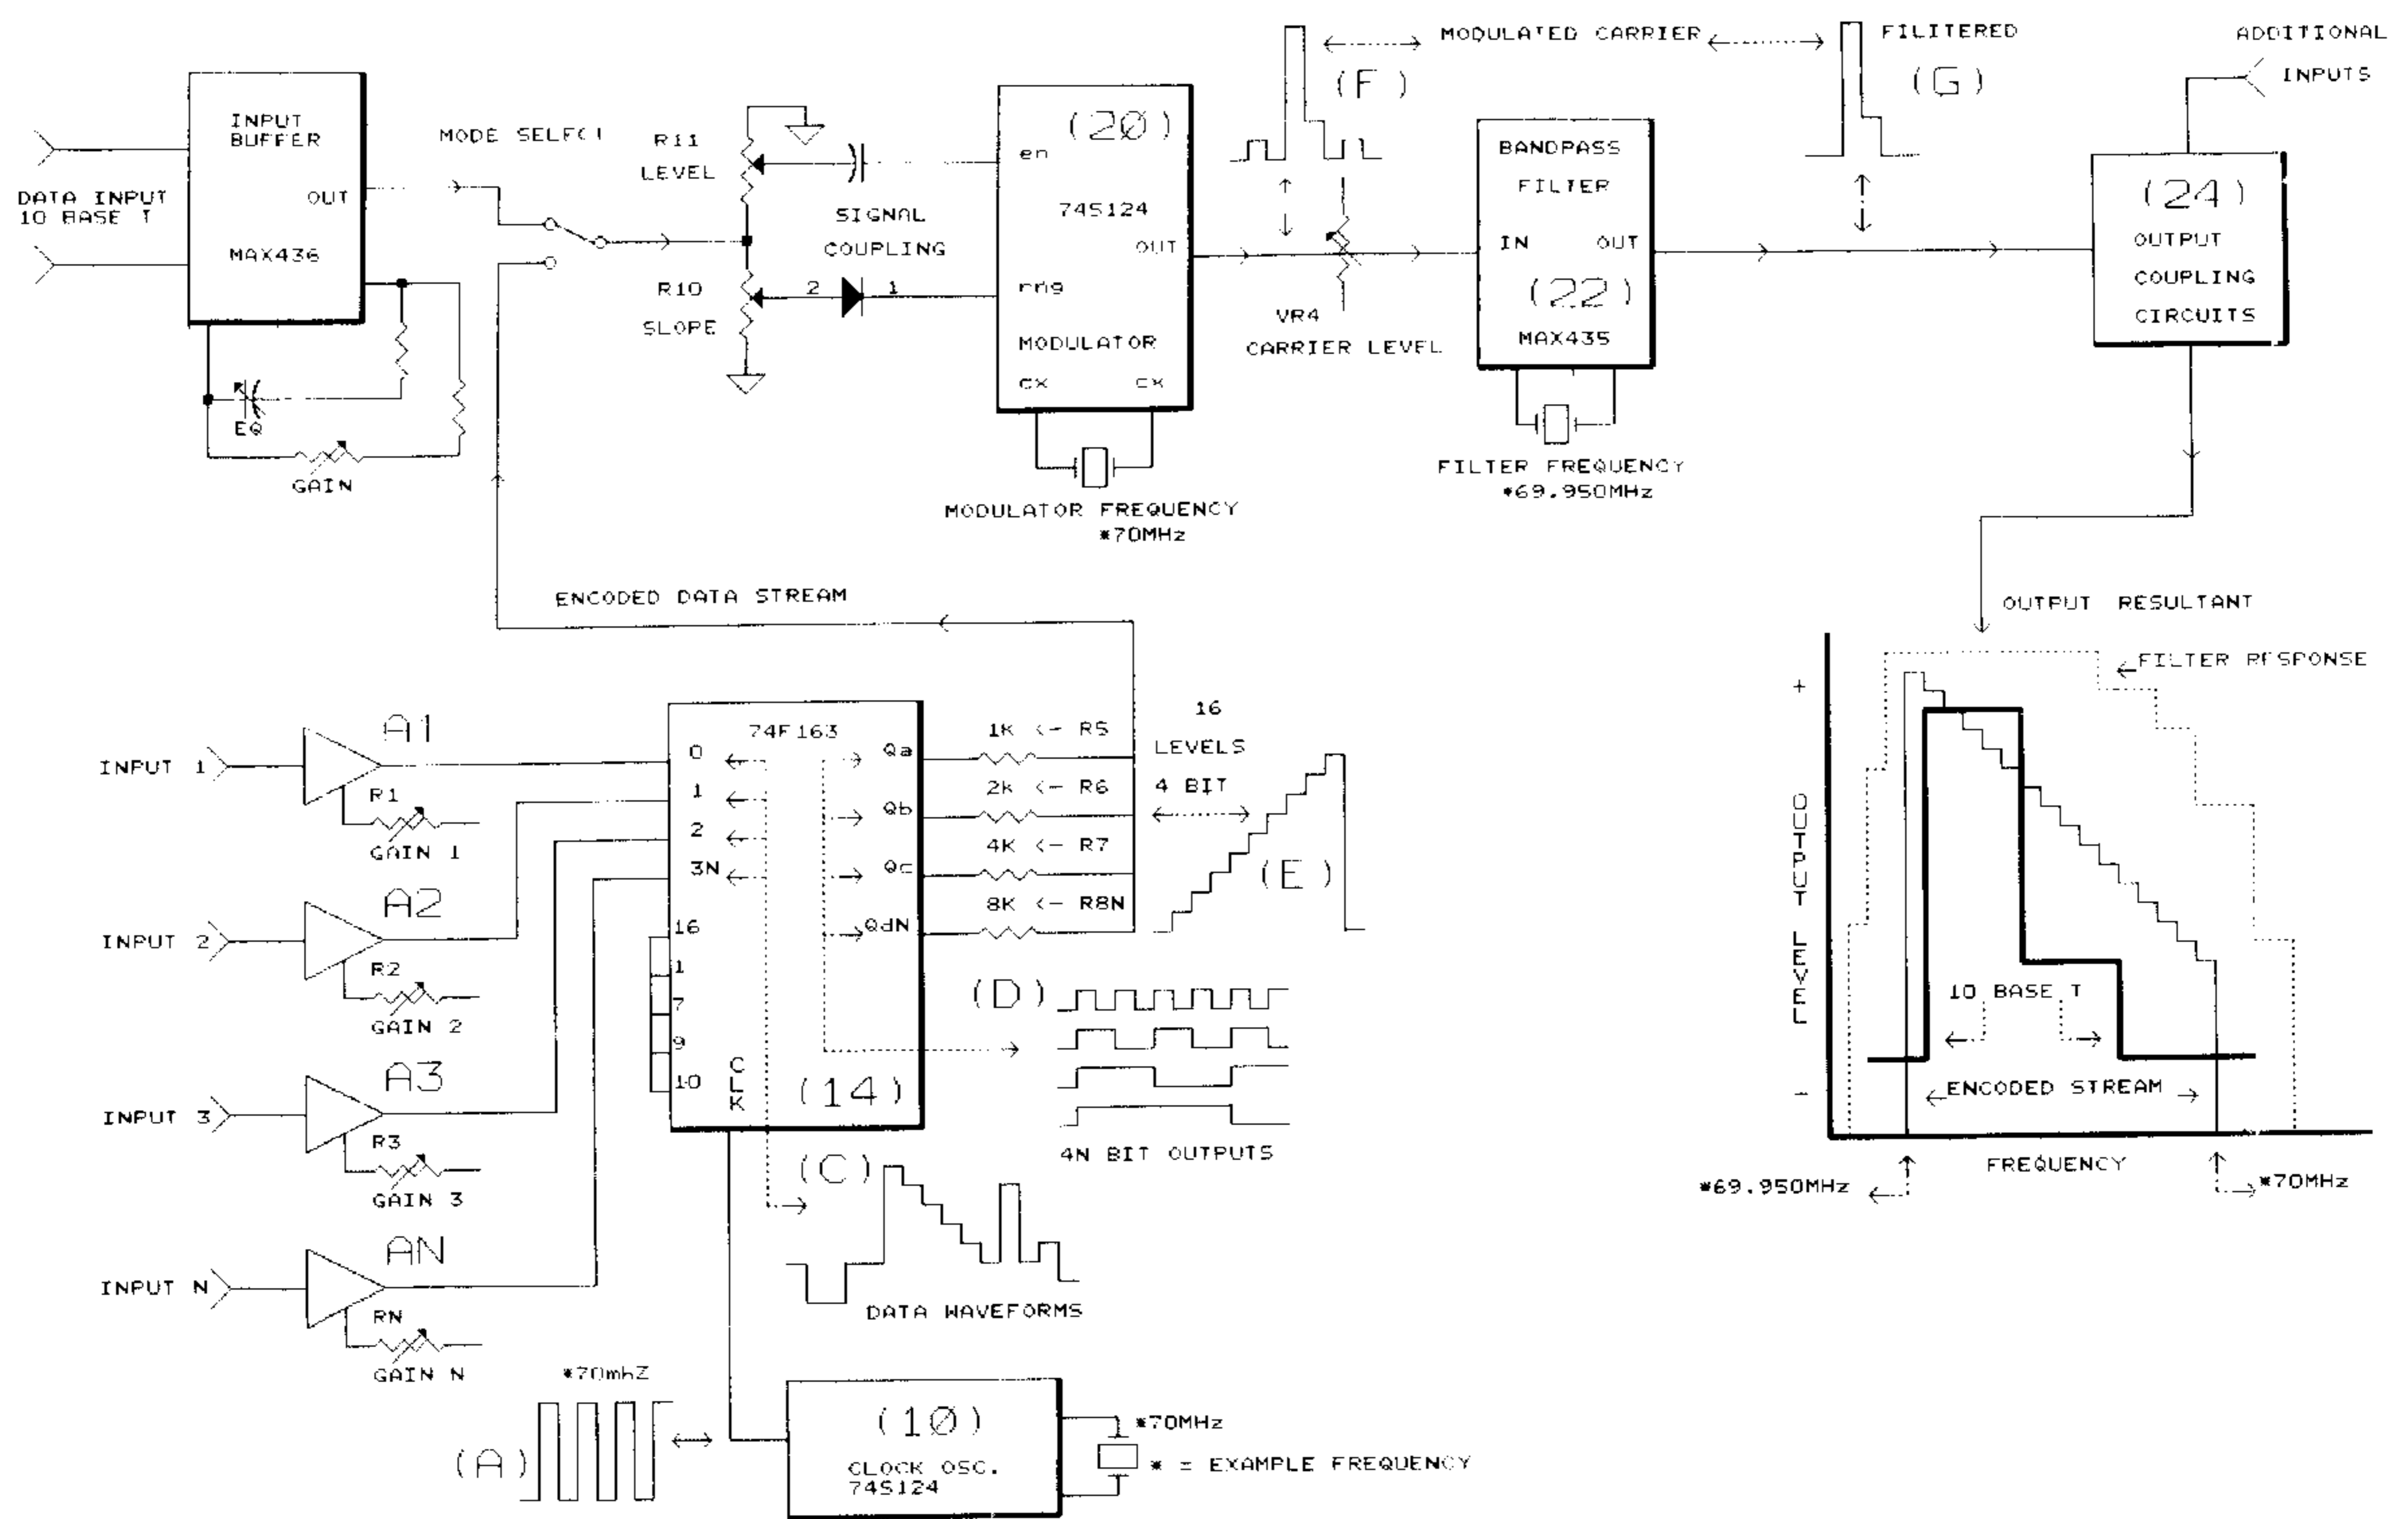 INPUT
BUFFER
OUT
MAX436
DATA INPUT
10 BASE T
EQ
GAIN
MODE SELECT
R11
LEVEL
SIGNAL
COUPLING
R10
SLOPE
2
1
(20)
en
74S124
OUT
rng
MODULATOR
cx
cx
MODULATOR FREQUENCY
*70MHz
MODULATED CARRIER
(F)
VR4
CARRIER LEVEL
BANDPASS
FILTER
IN
OUT
(22)
MAX435
FILTER FREQUENCY
*69.950MHz
FILITERED
(G)
ADDITIONAL
INPUTS
(24)
OUTPUT
COUPLING
CIRCUITS
ENCODED DATA STREAM
INPUT 1
A1
R1
GAIN 1
INPUT 2
A2
R2
GAIN 2
INPUT 3
A3
R3
GAIN 3
INPUT N
AN
RN
GAIN N
74F163
0
1
2
3N
16
1
7
9
10
CLK
(14)
Qa
Qb
Qc
QdN
1K <- R5
2K <- R6
4K <- R7
8K <- R8N
16
LEVELS
4 BIT
(E)
(D)
4N BIT OUTPUTS
(C)
DATA WAVEFORMS
*70mhZ
(A)
(10)
CLOCK OSC.
74S124
*70MHz
* = EXAMPLE FREQUENCY
OUTPUT RESULTANT
FILTER RESPONSE
+
OUTPUT LEVEL
-
10 BASE T
ENCODED STREAM
FREQUENCY
*69.950MHz
*70MHz